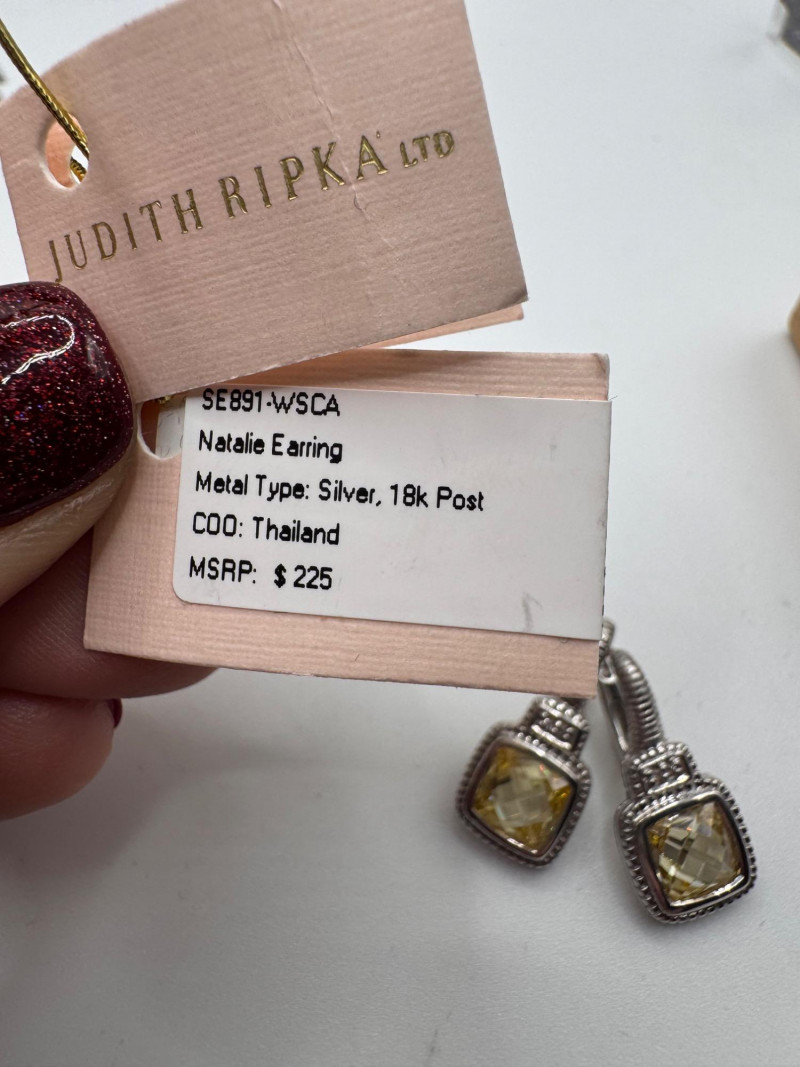 JUDITH RIPKA LTD
SE891-WSCA
Natalie Earring
Metal Type: Silver, 18k Post
COO: Thailand
MSRP: $ 225